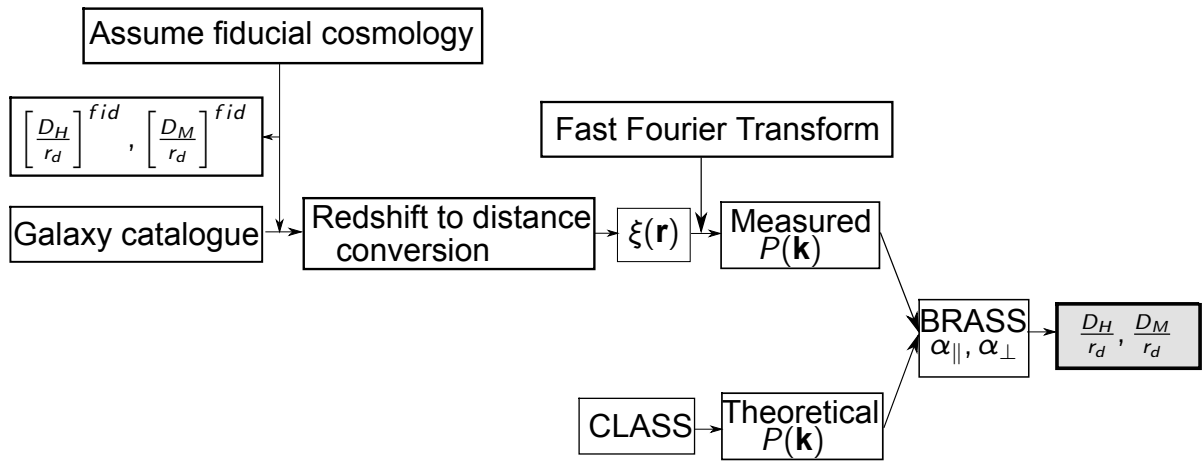 Assume fiducial cosmology
[D_H/r_d]^{fid}, [D_M/r_d]^{fid}
Fast Fourier Transform
Galaxy catalogue
Redshift to distance
conversion
ξ(r)
Measured
P(k)
BRASS
α_∥, α_⊥
D_H/r_d, D_M/r_d
CLASS
Theoretical
P(k)